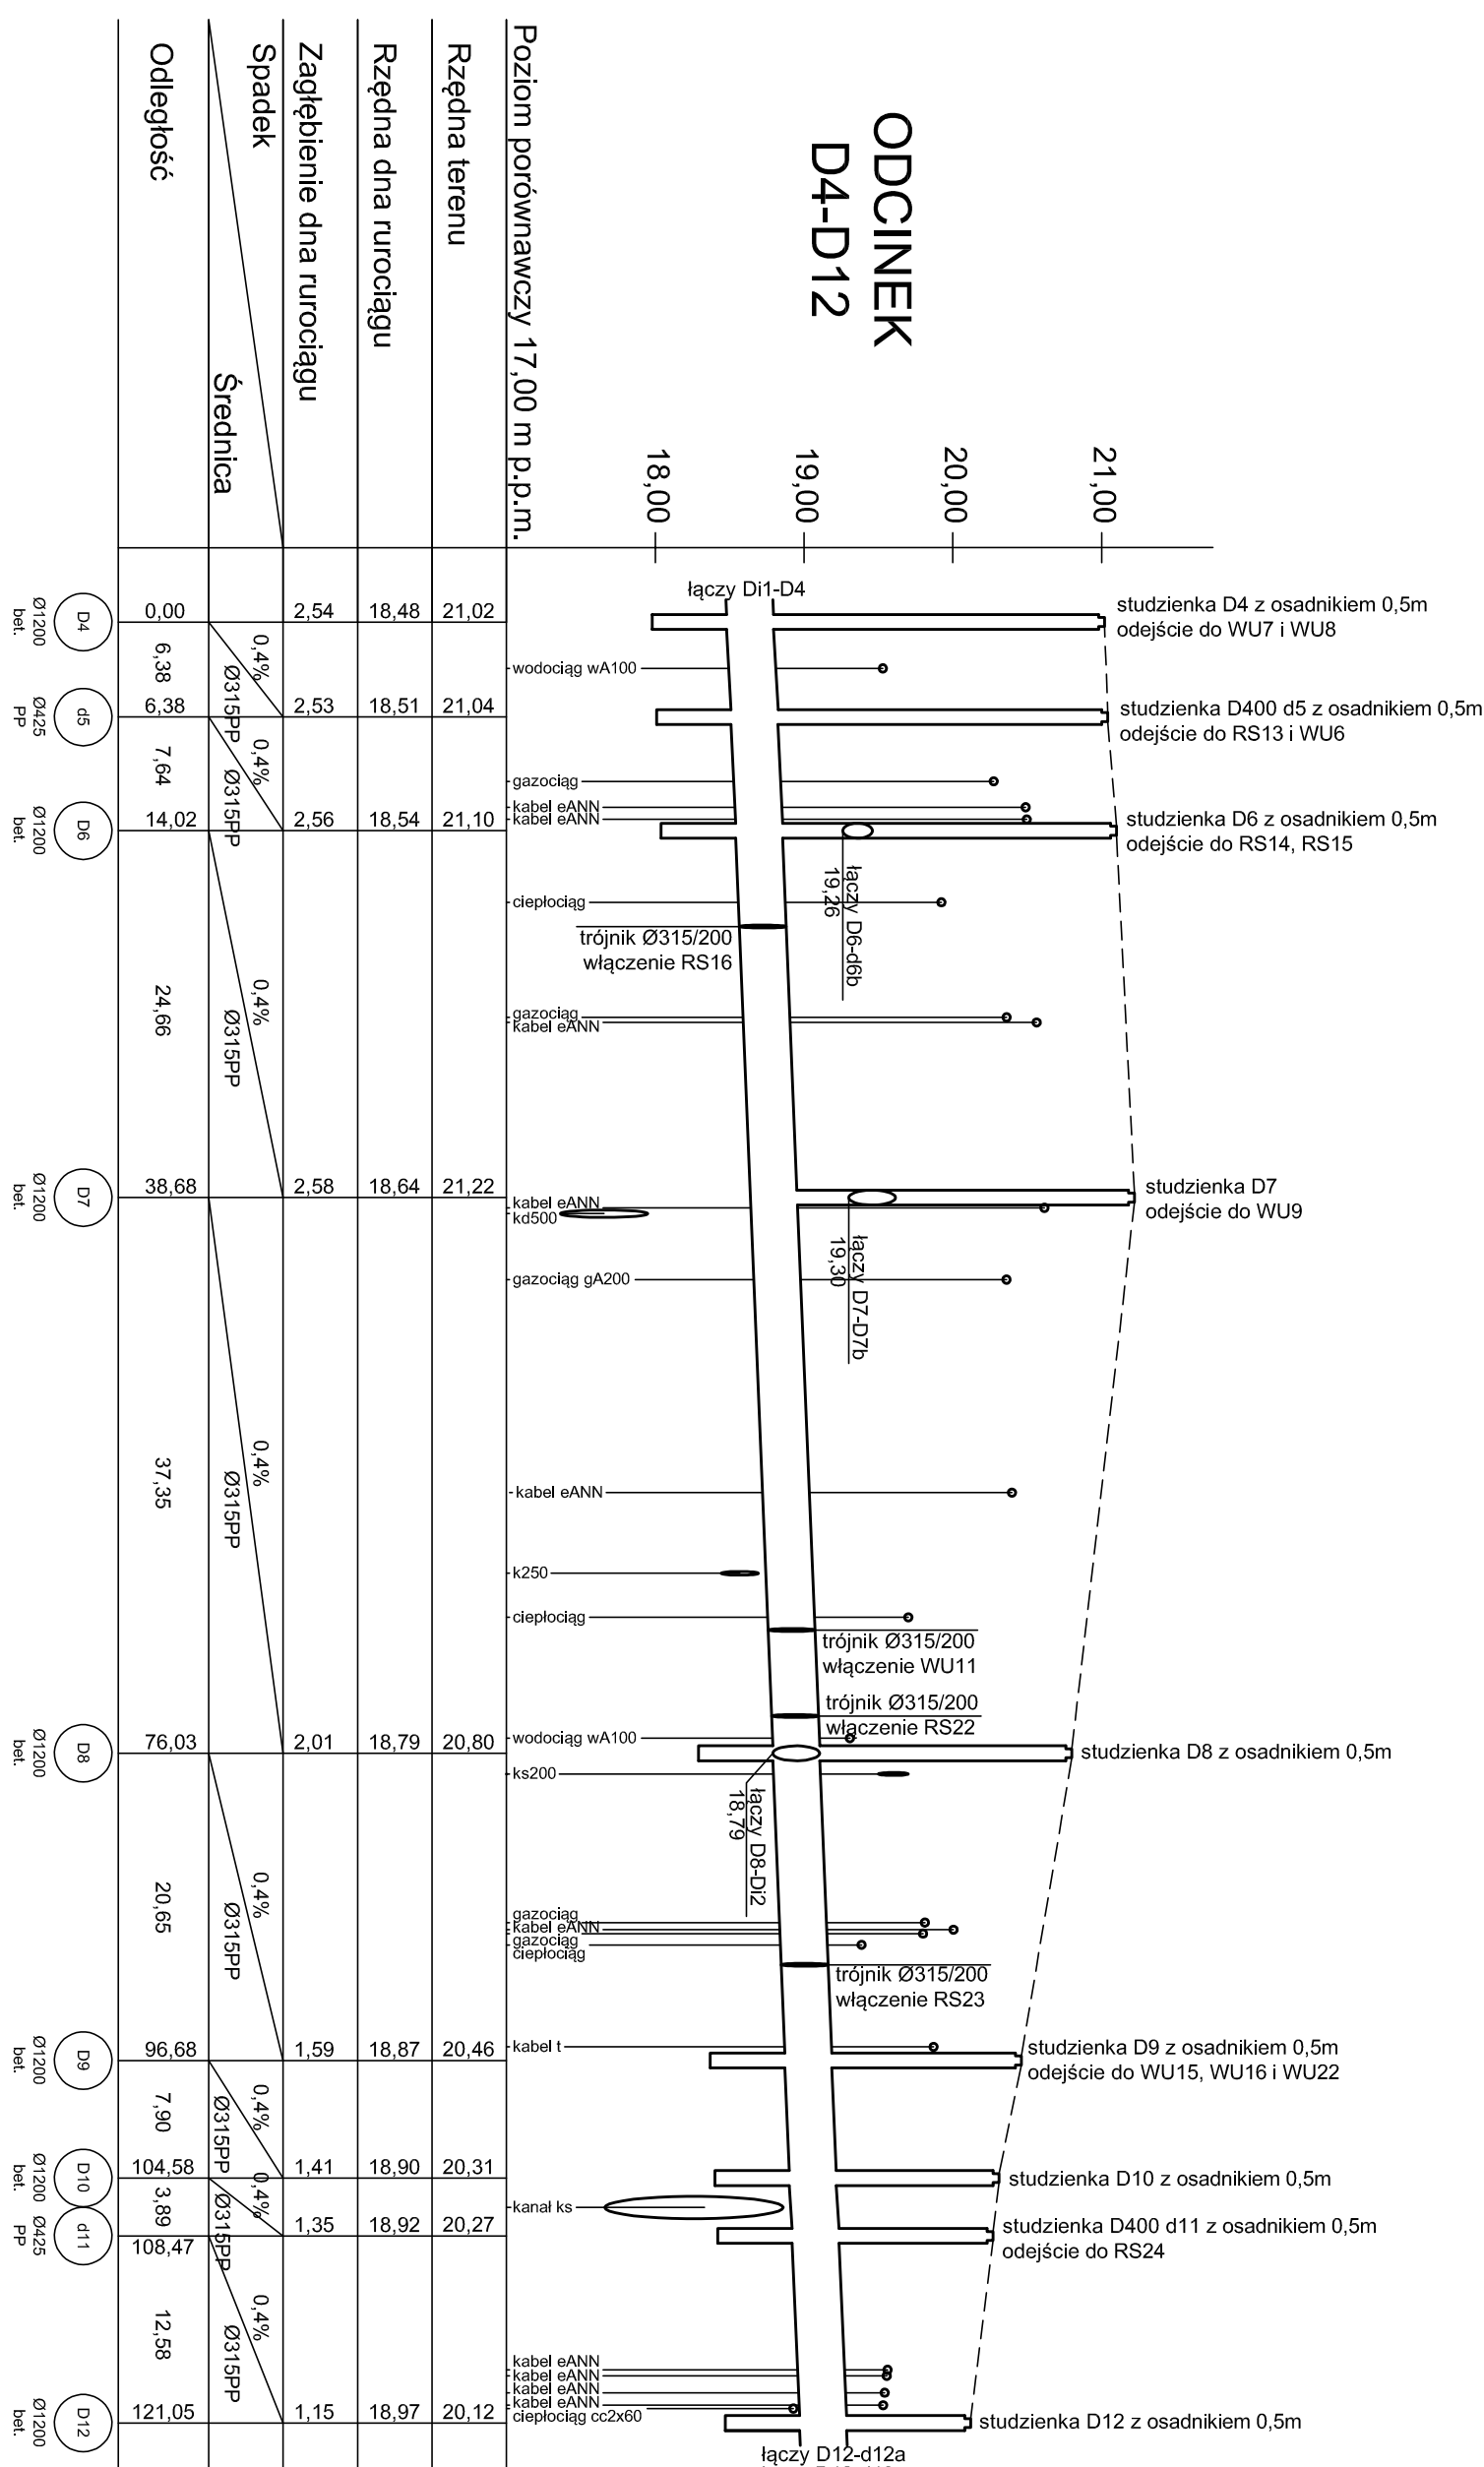 ODCINEK
D4-D12
21,00
20,00
19,00
18,00
Poziom porównawczy 17,00 m p.p.m.
Rzędna terenu
Rzędna dna rurociągu
Zagłębienie dna rurociągu
Spadek
Średnica
Odległość
łączy Di1-D4
studzienka D4 z osadnikiem 0,5m
odejście do WU7 i WU8
wodociąg wA100
studzienka D400 d5 z osadnikiem 0,5m
odejście do RS13 i WU6
gazociąg
kabel eANN
kabel eANN
studzienka D6 z osadnikiem 0,5m
odejście do RS14, RS15
łączy D6-d6b
19,26
ciepłociąg
trójnik Ø315/200
włączenie RS16
gazociąg
kabel eANN
studzienka D7
odejście do WU9
kabel eANN
kd500
łączy D7-D7b
19,30
gazociąg gA200
kabel eANN
k250
ciepłociąg
trójnik Ø315/200
włączenie WU11
trójnik Ø315/200
włączenie RS22
wodociąg wA100
studzienka D8 z osadnikiem 0,5m
ks200
łączy D8-Di2
18,79
gazociąg
kabel eANN
gazociąg
ciepłociąg
trójnik Ø315/200
włączenie RS23
kabel t
studzienka D9 z osadnikiem 0,5m
odejście do WU15, WU16 i WU22
studzienka D10 z osadnikiem 0,5m
kanał ks
studzienka D400 d11 z osadnikiem 0,5m
odejście do RS24
kabel eANN
kabel eANN
kabel eANN
kabel eANN
ciepłociąg cc2x60
studzienka D12 z osadnikiem 0,5m
łączy D12-d12a
21,02 21,04 21,10 21,22 20,80 20,46 20,31 20,27 20,12
18,48 18,51 18,54 18,64 18,79 18,87 18,90 18,92 18,97
2,54 2,53 2,56 2,58 2,01 1,59 1,41 1,35 1,15
0,4% 0,4% 0,4% 0,4% 0,4% 0,4% 0,4% 0,4%
Ø315PP Ø315PP Ø315PP Ø315PP Ø315PP Ø315PP Ø315PP Ø315PP
0,00 6,38 6,38 7,64 14,02 24,66 38,68 37,35 76,03 20,65 96,68 7,90 104,58 3,89 108,47 12,58 121,05
D4 d5 D6 D7 D8 D9 D10 d11 D12
Ø1200 Ø425 Ø1200 Ø1200 Ø1200 Ø1200 Ø1200 Ø425 Ø1200
bet. PP bet. bet. bet. bet. bet. PP bet.